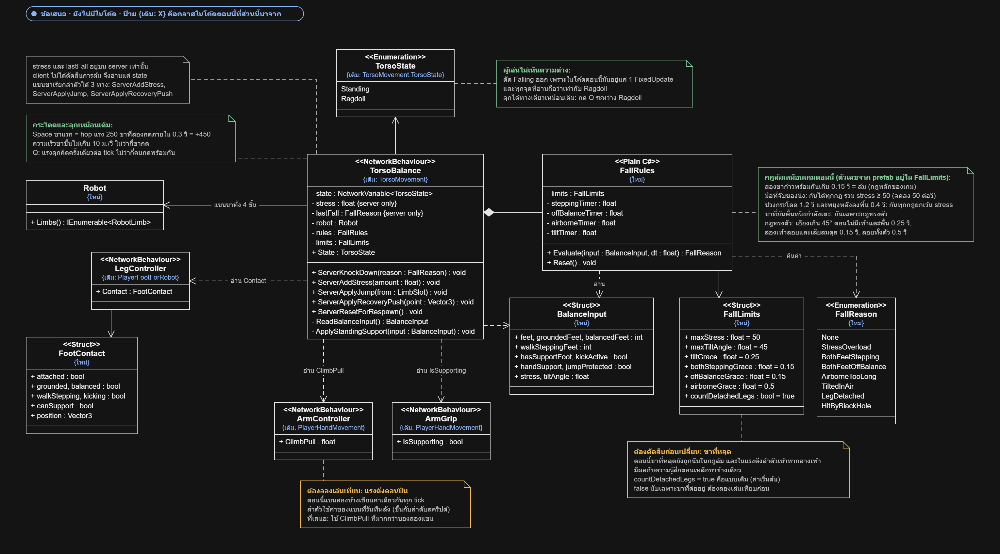 ข้อเสนอ · ยังไม่มีในโค้ด · ป้าย {เดิม: X} คือคลาสในโค้ดตอนนี้ที่ส่วนนี้มาจาก
stress และ lastFall อยู่บน server เท่านั้น
client ไม่ได้ตัดสินการล้ม จึงอ่านแค่ state
แขนขาเรียกลำตัวได้ 3 ทาง: ServerAddStress,
ServerApplyJump, ServerApplyRecoveryPush
<<Enumeration>>
TorsoState
{เดิม: TorsoMovement.TorsoState}
Standing
Ragdoll
ผู้เล่นไม่เห็นความต่าง:
ตัด Falling ออก เพราะในโค้ดตอนนี้มันอยู่แค่ 1 FixedUpdate
และทุกจุดที่อ่านถือว่าเท่ากับ Ragdoll
ลุกได้ทางเดียวเหมือนเดิม: กด Q ระหว่าง Ragdoll
กระโดดและลุกเหมือนเดิม:
Space ขาแรก = hop แรง 250 ขาที่สองกดภายใน 0.3 วิ = +450
ความเร็วขาขึ้นไม่เกิน 10 ม./วิ ไม่ว่ากี่ขากด
Q: แรงลุกคิดครั้งเดียวต่อ tick ไม่ว่ากี่คนกดพร้อมกัน
Robot
{ใหม่}
+ Limbs() : IEnumerable<RobotLimb>
แขนขาทั้ง 4 ชิ้น
<<NetworkBehaviour>>
TorsoBalance
{เดิม: TorsoMovement}
- state : NetworkVariable<TorsoState>
- stress : float {server only}
- lastFall : FallReason {server only}
- robot : Robot
- rules : FallRules
- limits : FallLimits
+ State : TorsoState
+ ServerKnockDown(reason : FallReason) : void
+ ServerAddStress(amount : float) : void
+ ServerApplyJump(from : LimbSlot) : void
+ ServerApplyRecoveryPush(point : Vector3) : void
+ ServerResetForRespawn() : void
- ReadBalanceInput() : BalanceInput
- ApplyStandingSupport(input : BalanceInput) : void
<<Plain C#>>
FallRules
{ใหม่}
- limits : FallLimits
- steppingTimer : float
- offBalanceTimer : float
- airborneTimer : float
- tiltTimer : float
+ Evaluate(input : BalanceInput, dt : float) : FallReason
+ Reset() : void
กฎล้มเหมือนเกมตอนนี้ (ตัวเลขจาก prefab อยู่ใน FallLimits):
สองขาก้าวพร้อมกันเกิน 0.15 วิ = ล้ม (กฎหลักของเกม)
มือที่จับของนิ่ง: กันได้ทุกกฎ รวม stress ≥ 50 (ลดลง 50 ต่อวิ)
ช่วงกระโดด 1.2 วิ และพยุงหลังลงพื้น 0.4 วิ: กันทุกกฎยกเว้น stress
ขาที่ยันพื้นหรือกำลังเตะ: กันเฉพาะกฎทรงตัว
กฎทรงตัว: เอียงเกิน 45° ตอนไม่มีเท้าแตะพื้น 0.25 วิ,
สองเท้าลอยและเสียสมดุล 0.15 วิ, ลอยทั้งตัว 0.5 วิ
<<NetworkBehaviour>>
LegController
{เดิม: PlayerFootForRobot}
+ Contact : FootContact
อ่าน Contact
<<Struct>>
FootContact
{ใหม่}
+ attached : bool
+ grounded, balanced : bool
+ walkStepping, kicking : bool
+ canSupport : bool
+ position : Vector3
อ่าน
คืนค่า
<<Struct>>
BalanceInput
{ใหม่}
+ feet, groundedFeet, balancedFeet : int
+ walkSteppingFeet : int
+ hasSupportFoot, kickActive : bool
+ handSupport, jumpProtected : bool
+ stress, tiltAngle : float
<<Struct>>
FallLimits
{ใหม่}
+ maxStress : float = 50
+ maxTiltAngle : float = 45
+ tiltGrace : float = 0.25
+ bothSteppingGrace : float = 0.15
+ offBalanceGrace : float = 0.15
+ airborneGrace : float = 0.5
+ countDetachedLegs : bool = true
<<Enumeration>>
FallReason
{ใหม่}
None
StressOverload
BothFeetStepping
BothFeetOffBalance
AirborneTooLong
TiltedInAir
LegDetached
HitByBlackHole
อ่าน ClimbPull
อ่าน IsSupporting
<<NetworkBehaviour>>
ArmController
{เดิม: PlayerHandMovement}
+ ClimbPull : float
<<NetworkBehaviour>>
ArmGrip
{เดิม: PlayerHandMovement}
+ IsSupporting : bool
ต้องลองเล่นเทียบ: แรงดึงตอนปีน
ตอนนี้แขนสองข้างเขียนค่าเดียวกันทุก tick
ลำตัวใช้ค่าของแขนที่รันทีหลัง (ขึ้นกับลำดับสคริปต์)
ที่เสนอ: ใช้ ClimbPull ที่มากกว่าของสองแขน
ต้องตัดสินก่อนเปลี่ยน: ขาที่หลุด
ตอนนี้ขาที่หลุดยังถูกนับในกฎล้ม และในแรงดึงลำตัวเข้าหากลางเท้า
มีผลกับความรู้สึกตอนเหลือขาข้างเดียว
countDetachedLegs = true คือแบบเดิม (ค่าเริ่มต้น)
false นับเฉพาะขาที่ต่ออยู่ ต้องลองเล่นเทียบก่อน